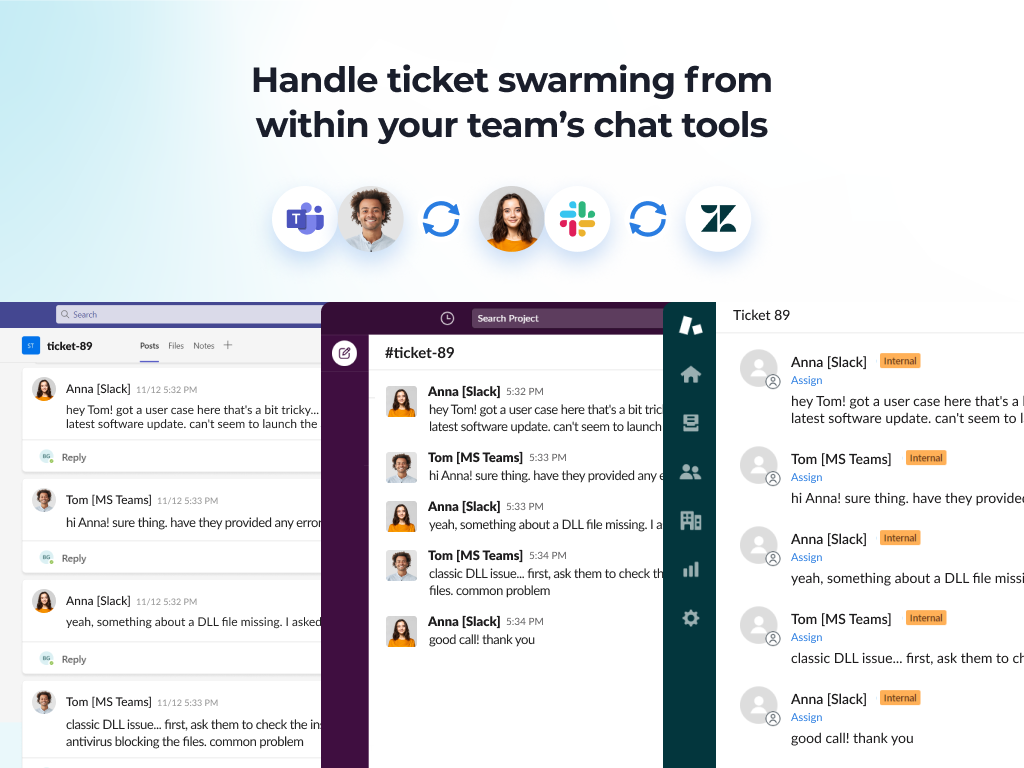 Handle ticket swarming from
within your team’s chat tools
T
Search
ST
ticket-89
Posts
Files
Notes
Anna [Slack] 11/12 5:32 PM
hey Tom! got a user case here that's a bit tricky...
latest software update. can't seem to launch the
BG
Reply
Tom [MS Teams] 11/12 5:33 PM
hi Anna! sure thing. have they provided any error
BG
Reply
Anna [Slack] 11/12 5:32 PM
yeah, something about a DLL file missing. I asked
BG
Reply
Tom [MS Teams] 11/12 5:33 PM
classic DLL issue... first, ask them to check the in
antivirus blocking the files. common problem
Search Project
#ticket-89
Anna [Slack] 5:32 PM
hey Tom! got a user case here that's a bit
latest software update. can't seem to launch
Tom [MS Teams] 5:33 PM
hi Anna! sure thing. have they provided any
Anna [Slack] 5:33 PM
yeah, something about a DLL file missing. I
Tom [MS Teams] 5:34 PM
classic DLL issue... first, ask them to check
files. common problem
Anna [Slack] 5:34 PM
good call! thank you
Ticket 89
Anna [Slack] Internal
Assign
hey Tom! got a user case here that's a bit
latest software update. can't seem to
Tom [MS Teams] Internal
Assign
hi Anna! sure thing. have they
Anna [Slack] Internal
Assign
yeah, something about a DLL file
Tom [MS Teams] Internal
Assign
classic DLL issue... first, ask them to
Anna [Slack] Internal
Assign
good call! thank you